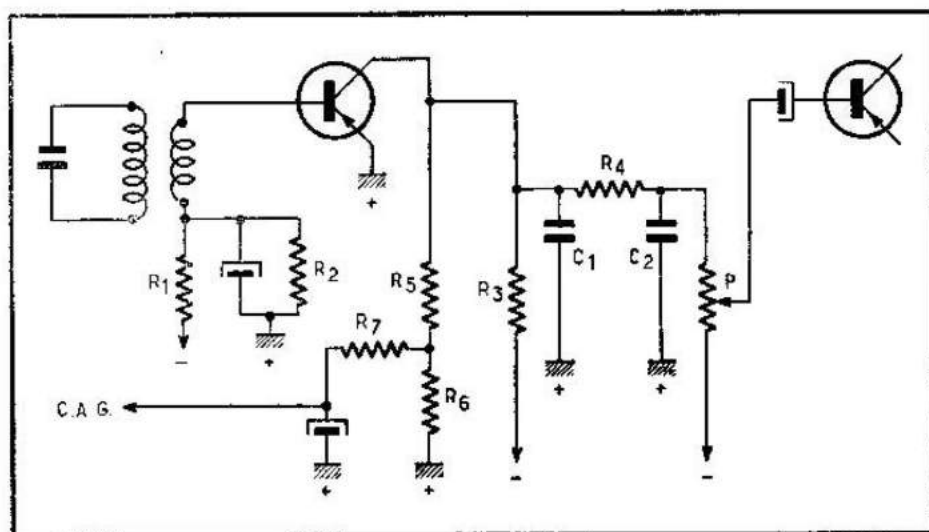 R4
C1
C2
R1
R2
R5
R3
P
R7
R6
C.A.G.
+
+
+
+
+
+
-
-
-